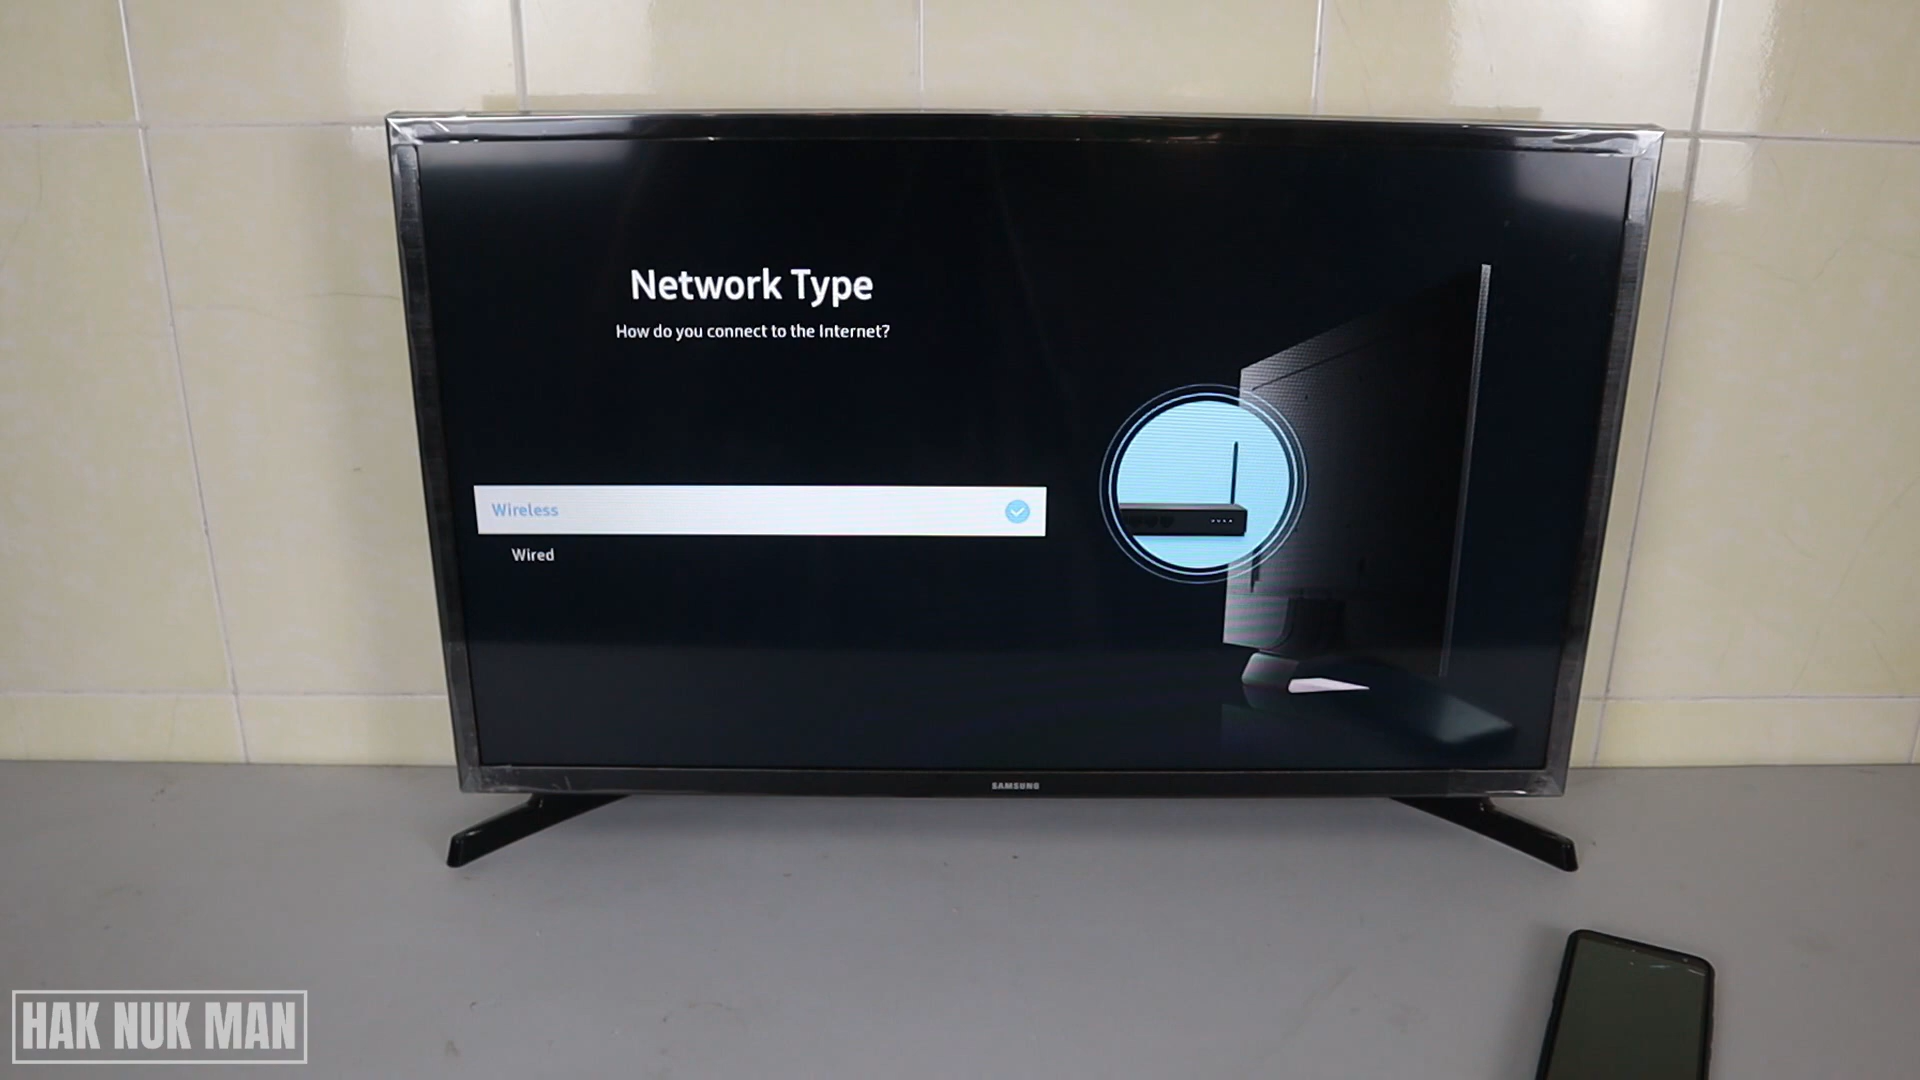 Network Type
How do you connect to the Internet?
Wireless
Wired
SAMSUNG
HAK NUK MAN